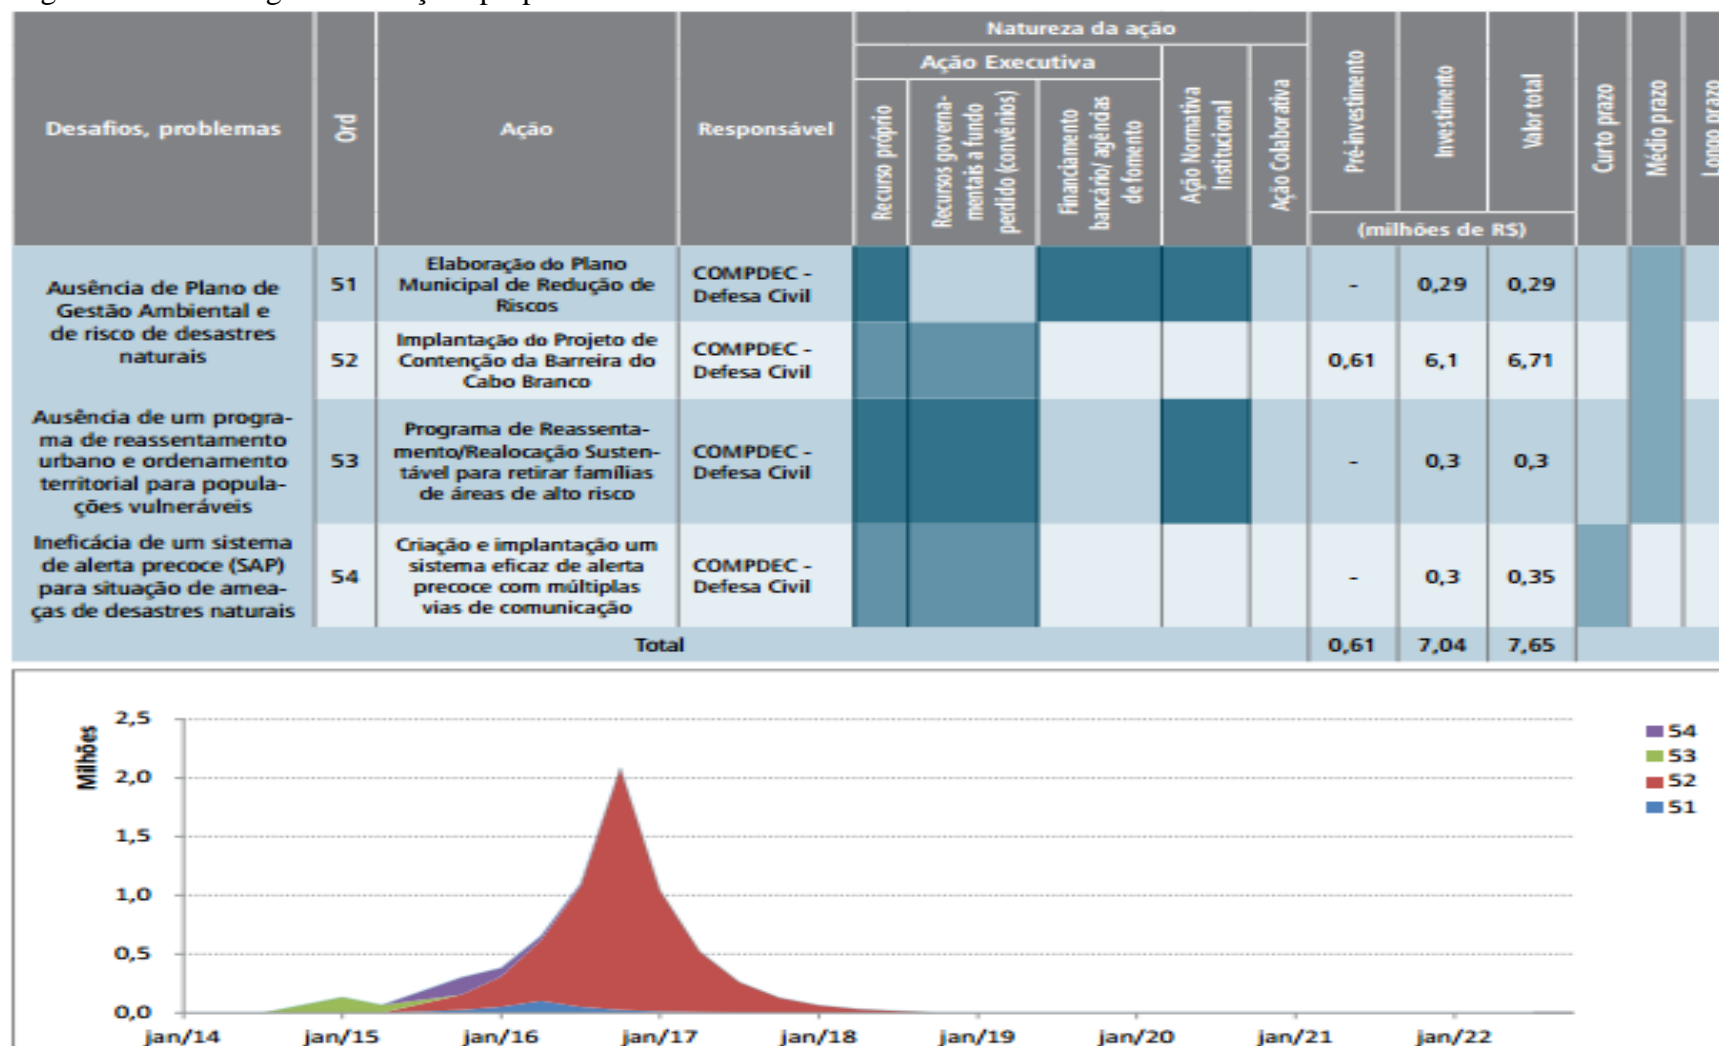 Natureza da ação
Ação Executiva
Desafios, problemas
Ord
Ação
Responsável
Recurso próprio
Recursos governa-
mentais a fundo
perdido (convênios)
Financiamento
bancário/ agências
de fomento
Ação Normativa
Institucional
Ação Colaborativa
Pré-investimento
Investimento
Valor total
Curto prazo
Médio prazo
Longo prazo
(milhões de R$)
Ausência de Plano de
Gestão Ambiental e
de risco de desastres
naturais
51
Elaboração do Plano
Municipal de Redução de
Riscos
COMPDEC -
Defesa Civil
-
0,29
0,29
52
Implantação do Projeto de
Contenção da Barreira do
Cabo Branco
COMPDEC -
Defesa Civil
0,61
6,1
6,71
Ausência de um progra-
ma de reassentamento
urbano e ordenamento
territorial para popula-
ções vulneráveis
53
Programa de Reassenta-
mento/Realocação Susten-
tável para retirar famílias
de áreas de alto risco
COMPDEC -
Defesa Civil
-
0,3
0,3
Ineficácia de um sistema
de alerta precoce (SAP)
para situação de amea-
ças de desastres naturais
54
Criação e implantação um
sistema eficaz de alerta
precoce com múltiplas
vias de comunicação
COMPDEC -
Defesa Civil
-
0,3
0,35
Total
0,61
7,04
7,65
Milhões
2,5
2,0
1,5
1,0
0,5
0,0
jan/14
jan/15
jan/16
jan/17
jan/18
jan/19
jan/20
jan/21
jan/22
54
53
52
51